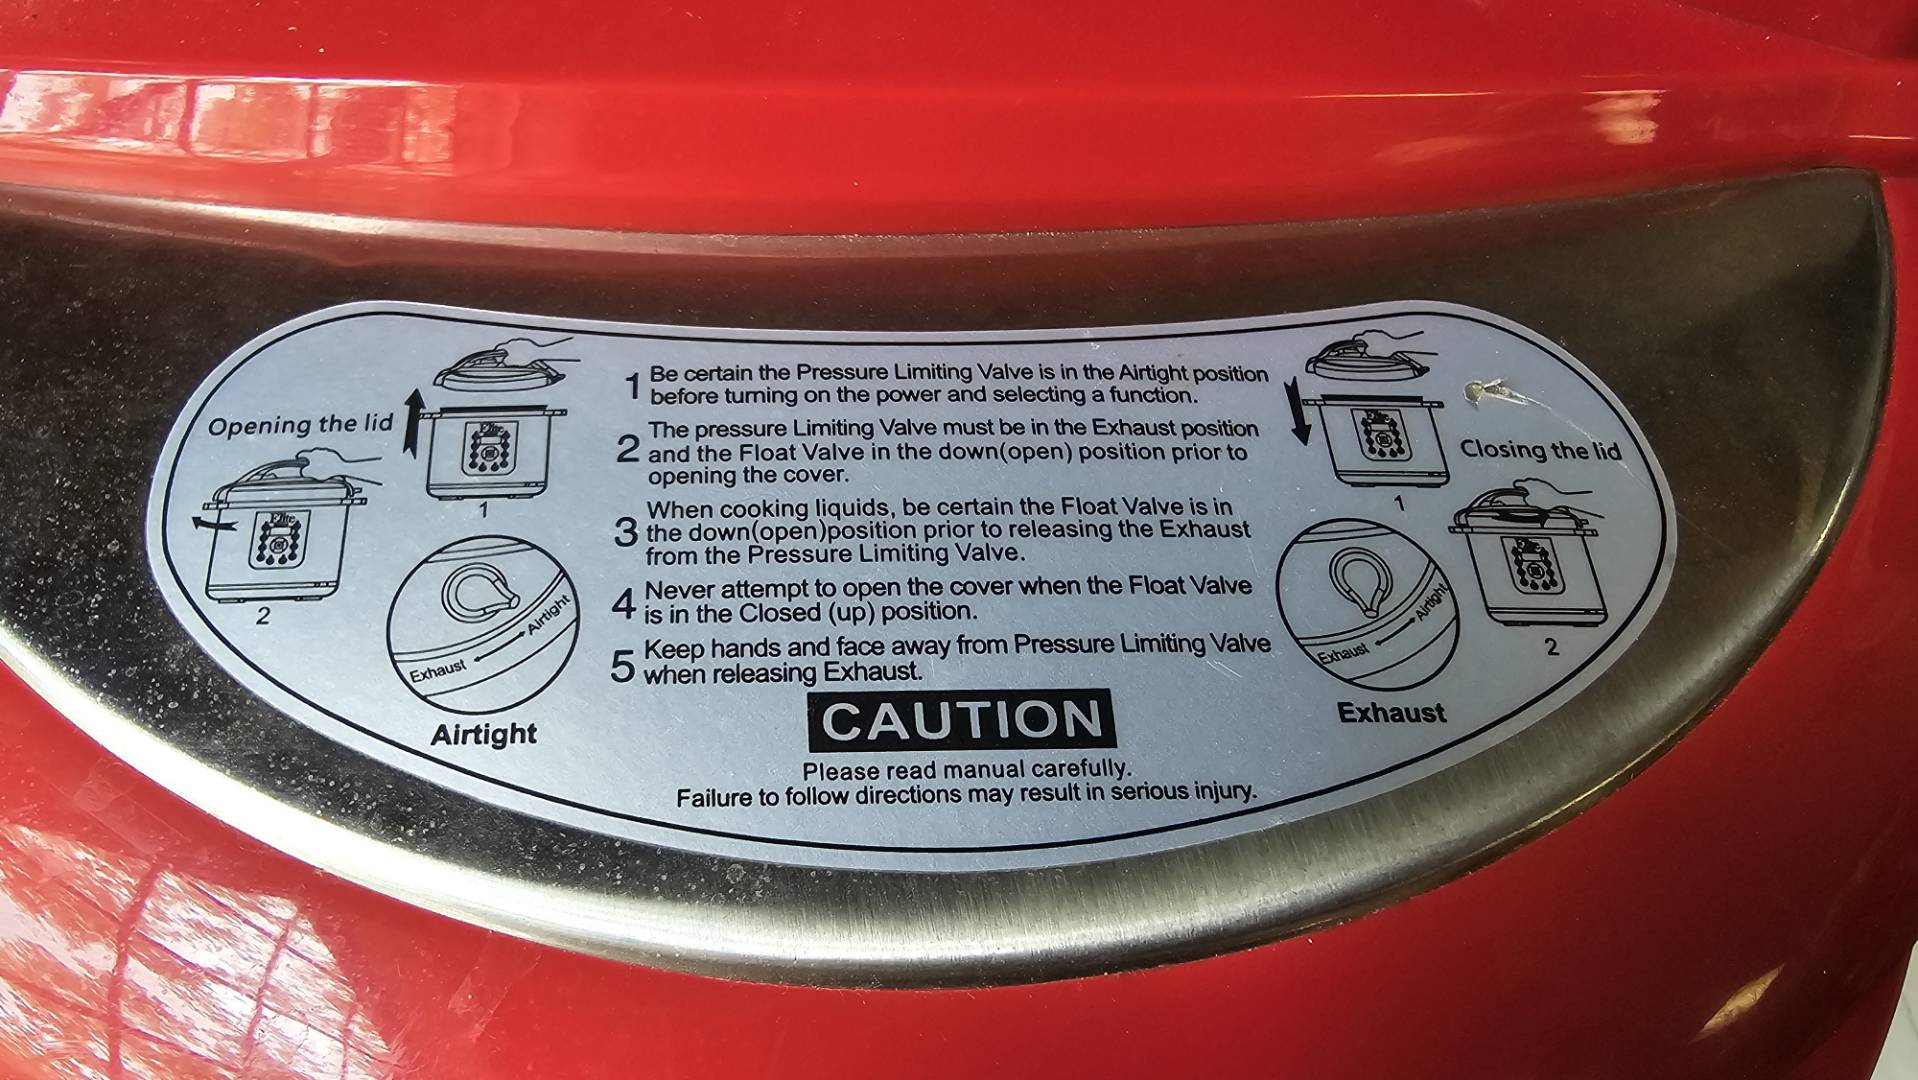 Opening the lid
1
2
Exhaust
Airtight
Airtight
1 Be certain the Pressure Limiting Valve is in the Airtight position
before turning on the power and selecting a function.
2 The pressure Limiting Valve must be in the Exhaust position
and the Float Valve in the down(open) position prior to
opening the cover.
3 When cooking liquids, be certain the Float Valve is in
the down(open)position prior to releasing the Exhaust
from the Pressure Limiting Valve.
4 Never attempt to open the cover when the Float Valve
is in the Closed (up) position.
5 Keep hands and face away from Pressure Limiting Valve
when releasing Exhaust.
CAUTION
Please read manual carefully.
Failure to follow directions may result in serious injury.
Closing the lid
1
2
Exhaust
Airtight
Exhaust
Elite
Elite
Elite
Elite